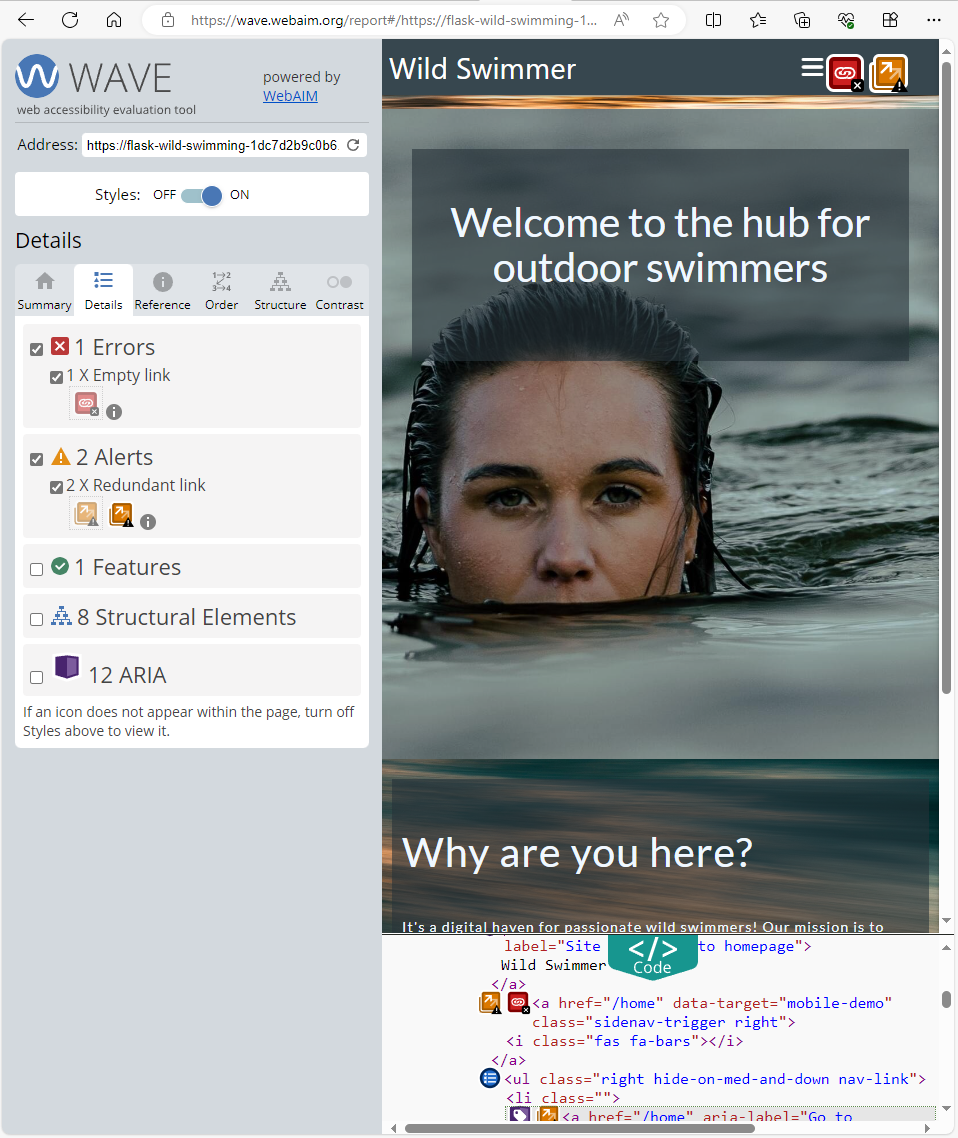 https://wave.webaim.org/report#/https://flask-wild-swimming-1...
WAVE
web accessibility evaluation tool
powered by
WebAIM
Address: https://flask-wild-swimming-1dc7d2b9c0b6.
Styles: OFF ON
Details
Summary Details Reference Order Structure Contrast
1 Errors
1 X Empty link
2 Alerts
2 X Redundant link
1 Features
8 Structural Elements
12 ARIA
If an icon does not appear within the page, turn off
Styles above to view it.
Wild Swimmer
Welcome to the hub for
outdoor swimmers
Why are you here?
It's a digital haven for passionate wild swimmers! Our mission is to
label="Site to homepage">
Wild Swimmer
</> Code
</a>
<a href="/home" data-target="mobile-demo"
class="sidenav-trigger right">
<i class="fas fa-bars"></i>
</a>
<ul class="right hide-on-med-and-down nav-link">
<li class="">
<a href="/home" aria-label="Go to